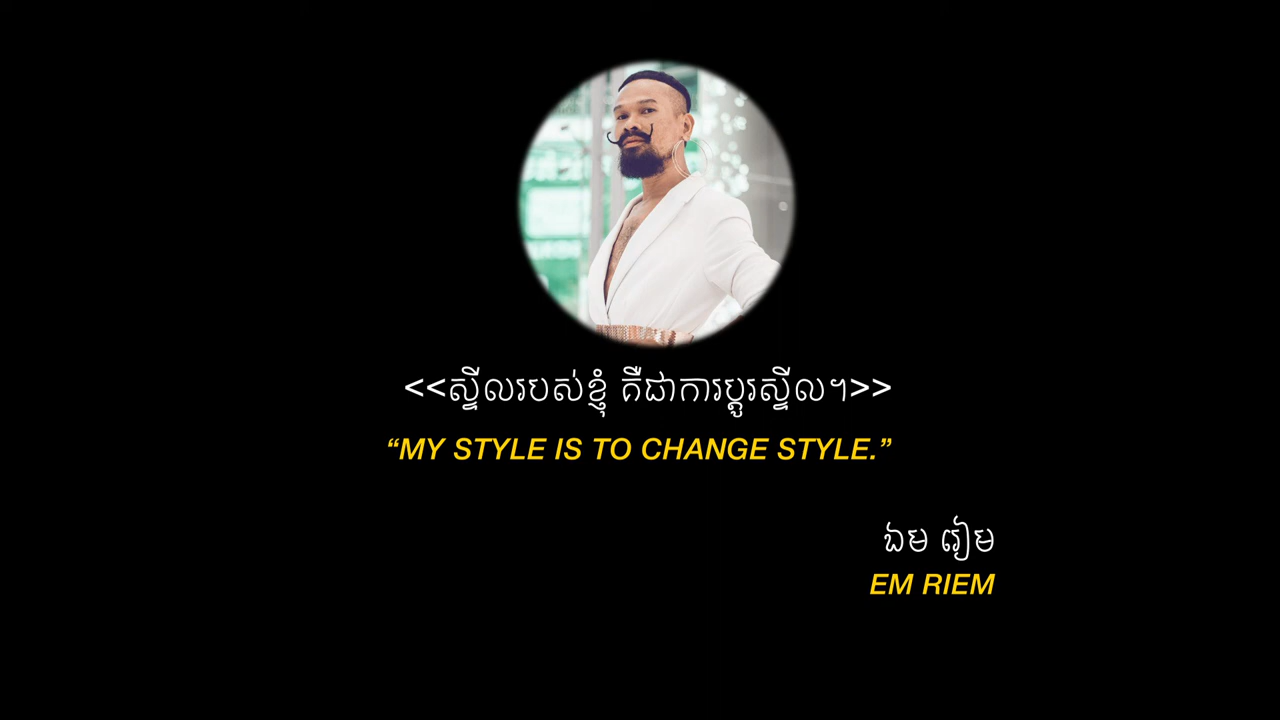 <<ស្ទីលរបស់ខ្ញុំ គឺជាការប្តូរស្ទីល។>>
“MY STYLE IS TO CHANGE STYLE.”
ឯម រៀម
EM RIEM